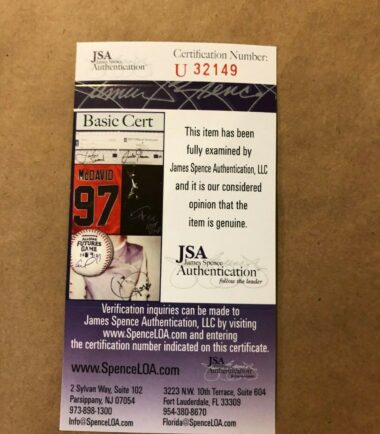 JSA
James Spence
Authentication
Certification Number:
U 32149
Basic Cert
McDAVID
97
FUTURES
GAME
This item has been
fully examined by
James Spence Authentication, LLC
and it is our considered
opinion that the
item is genuine.
JSA
James Spence
Authentication
follow the leader
Verification inquiries can be made to
James Spence Authentication, LLC by visiting
www.SpenceLOA.com and entering
the certification number indicated on this certificate.
www.SpenceLOA.com
JSA
Authentication
2 Sylvan Way, Suite 102
Parsippany, NJ 07054
973-898-1300
Info@SpenceLOA.com
3223 N.W. 10th Terrace, Suite 604
Fort Lauderdale, FL 33309
954-380-8670
Florida@SpenceLOA.com